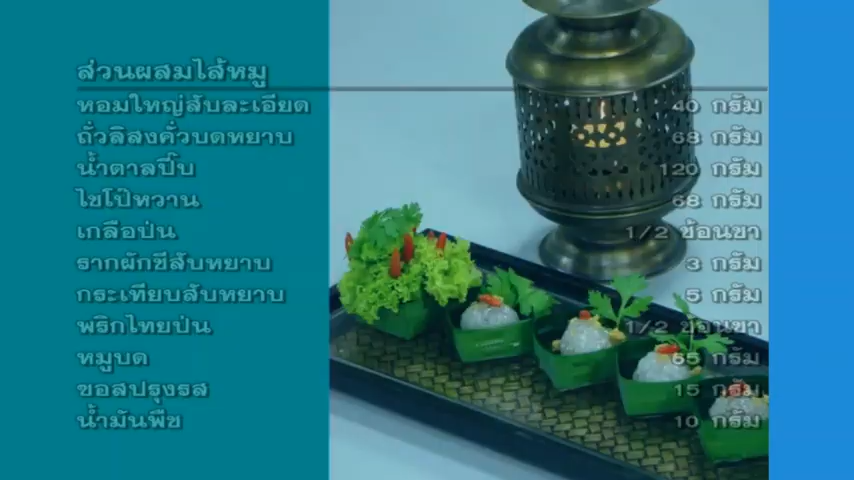 ส่วนผสมไส้หมู
หอมใหญ่สับละเอียด 40 กรัม
ถั่วลิสงคั่วบดหยาบ 68 กรัม
น้ำตาลปี๊บ 120 กรัม
ไชโป๊หวาน 68 กรัม
เกลือป่น 1/2 ช้อนชา
รากผักชีสับหยาบ 3 กรัม
กระเทียมสับหยาบ 5 กรัม
พริกไทยป่น 1/2 ช้อนชา
หมูบด 65 กรัม
ซอสปรุงรส 15 กรัม
น้ำมันพืช 10 กรัม